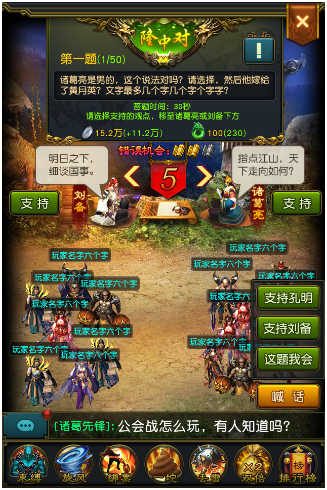 隆中对
第一题(1/50)
诸葛亮是男的，这个说法对吗？请选择，然后他嫁给
了黄月英？文字最多几个字几个字个字字？
答题时间：30秒
请选择支持的观点，移至诸葛亮或刘备下方
15.2万(+11.2万)
100(230)
错误机会：
明日之下，
细谈国事。
5
指点江山，天
下走向如何？
支持
刘备
诸葛亮
支持
玩家名字六个字
玩家名字六个字
玩家名字六个字
玩家名字六个字
玩家名字六个字
玩家名字六个字
玩家名字六个字
玩家名字六个字
玩家名字六个字
玩家名字六个字
支持孔明
支持刘备
这题我会
喊话
[诸葛先锋]：公会战怎么玩，有人知道吗？
束缚
旋风
绑票
双倍
排行榜